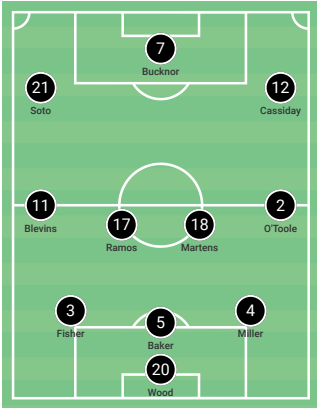 7
Bucknor
21
Soto
12
Cassiday
11
Blevins
2
O'Toole
17
Ramos
18
Martens
3
Fisher
4
Miller
5
Baker
20
Wood